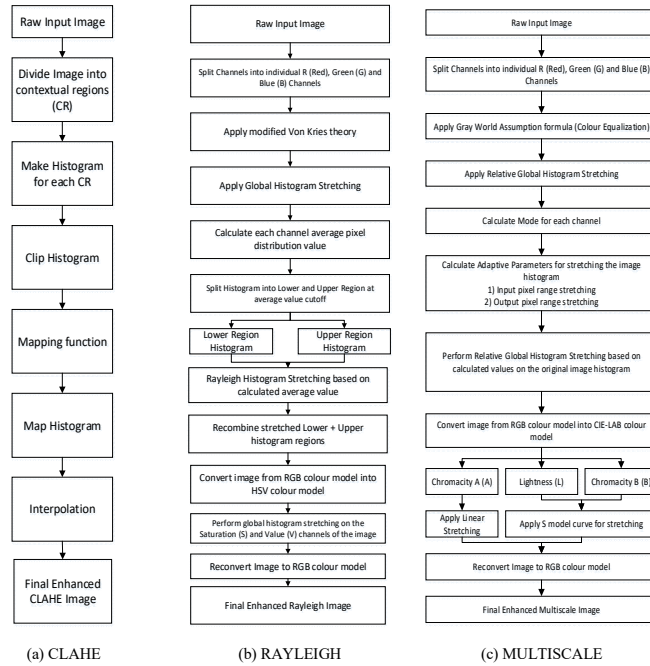 Raw Input Image
Divide Image into
contextual regions
(CR)
Make Histogram
for each CR
Clip Histogram
Mapping function
Map Histogram
Interpolation
Final Enhanced
CLAHE Image
(a) CLAHE
Raw Input Image
Split Channels into individual R (Red), Green (G) and
Blue (B) Channels
Apply modified Von Kries theory
Apply Global Histogram Stretching
Calculate each channel average pixel
distribution value
Split Histogram into Lower and Upper Region at
average value cutoff
Lower Region
Histogram
Upper Region
Histogram
Rayleigh Histogram Stretching based on
calculated average value
Recombine stretched Lower + Upper
histogram regions
Convert image from RGB colour model into
HSV colour model
Perform global histogram stretching on the
Saturation (S) and Value (V) channels of the image
Reconvert Image to RGB colour model
Final Enhanced Rayleigh Image
(b) RAYLEIGH
Raw Input Image
Split Channels into individual R (Red), Green (G) and Blue (B)
Channels
Apply Gray World Assumption formula (Colour Equalization)
Apply Relative Global Histogram Stretching
Calculate Mode for each channel
Calculate Adaptive Parameters for stretching the image
histogram
1) Input pixel range stretching
2) Output pixel range stretching
Perform Relative Global Histogram Stretching based on
calculated values on the original image histogram
Convert image from RGB colour model into CIE-LAB colour
model
Chromacity A (A)
Lightness (L)
Chromacity B (B)
Apply Linear
Stretching
Apply S model curve for stretching
Reconvert Image to RGB colour model
Final Enhanced Multiscale Image
(c) MULTISCALE